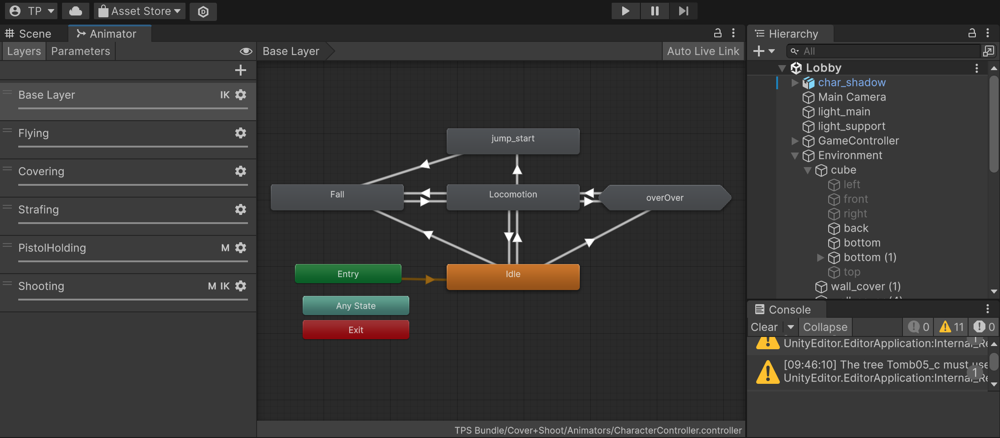 TP
Asset Store
Scene
Animator
Layers
Parameters
Base Layer
Auto Live Link
Base Layer
IK
Flying
Covering
Strafing
PistolHolding
M
Shooting
M IK
jump_start
Fall
Locomotion
overOver
Entry
Idle
Any State
Exit
TPS Bundle/Cover+Shoot/Animators/CharacterController.controller
Hierarchy
All
Lobby
char_shadow
Main Camera
light_main
light_support
GameController
Environment
cube
left
front
right
back
bottom
bottom (1)
top
wall_cover (1)
Console
Clear
Collapse
0
11
0
UnityEditor.EditorApplication:Internal_Re
1
[09:46:10] The tree Tomb05_c must use
UnityEditor.EditorApplication:Internal_Re
1